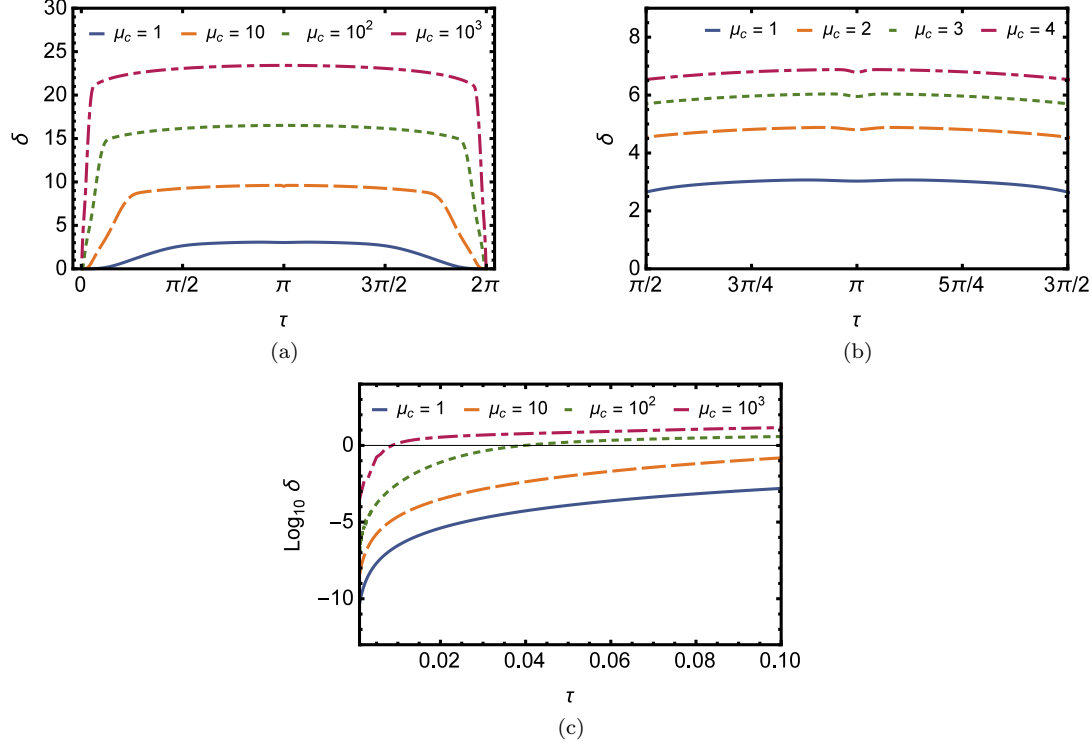 μc = 1 μc = 10 μc = 10² μc = 10³
30
25
20
15
10
5
0
δ
0 π/2 π 3π/2 2π
τ
(a)
μc = 1 μc = 2 μc = 3 μc = 4
8
6
4
2
0
δ
π/2 3π/4 π 5π/4 3π/2
τ
(b)
μc = 1 μc = 10 μc = 10² μc = 10³
0
−5
−10
Log10 δ
0.02 0.04 0.06 0.08 0.10
τ
(c)